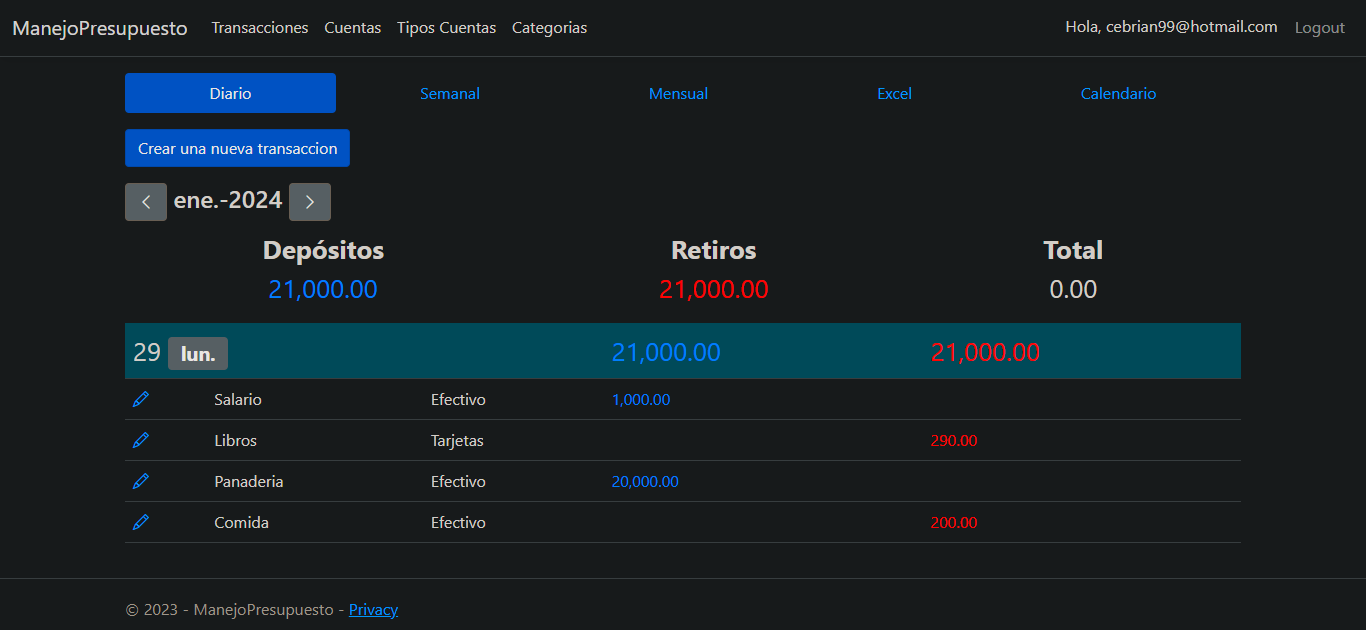 ManejoPresupuesto Transacciones Cuentas Tipos Cuentas Categorias Hola, cebrian99@hotmail.com Logout
Diario Semanal Mensual Excel Calendario
Crear una nueva transaccion
ene.-2024
Depósitos Retiros Total
21,000.00 21,000.00 0.00
29 lun. 21,000.00 21,000.00
Salario Efectivo 1,000.00
Libros Tarjetas 290.00
Panaderia Efectivo 20,000.00
Comida Efectivo 200.00
© 2023 - ManejoPresupuesto - Privacy